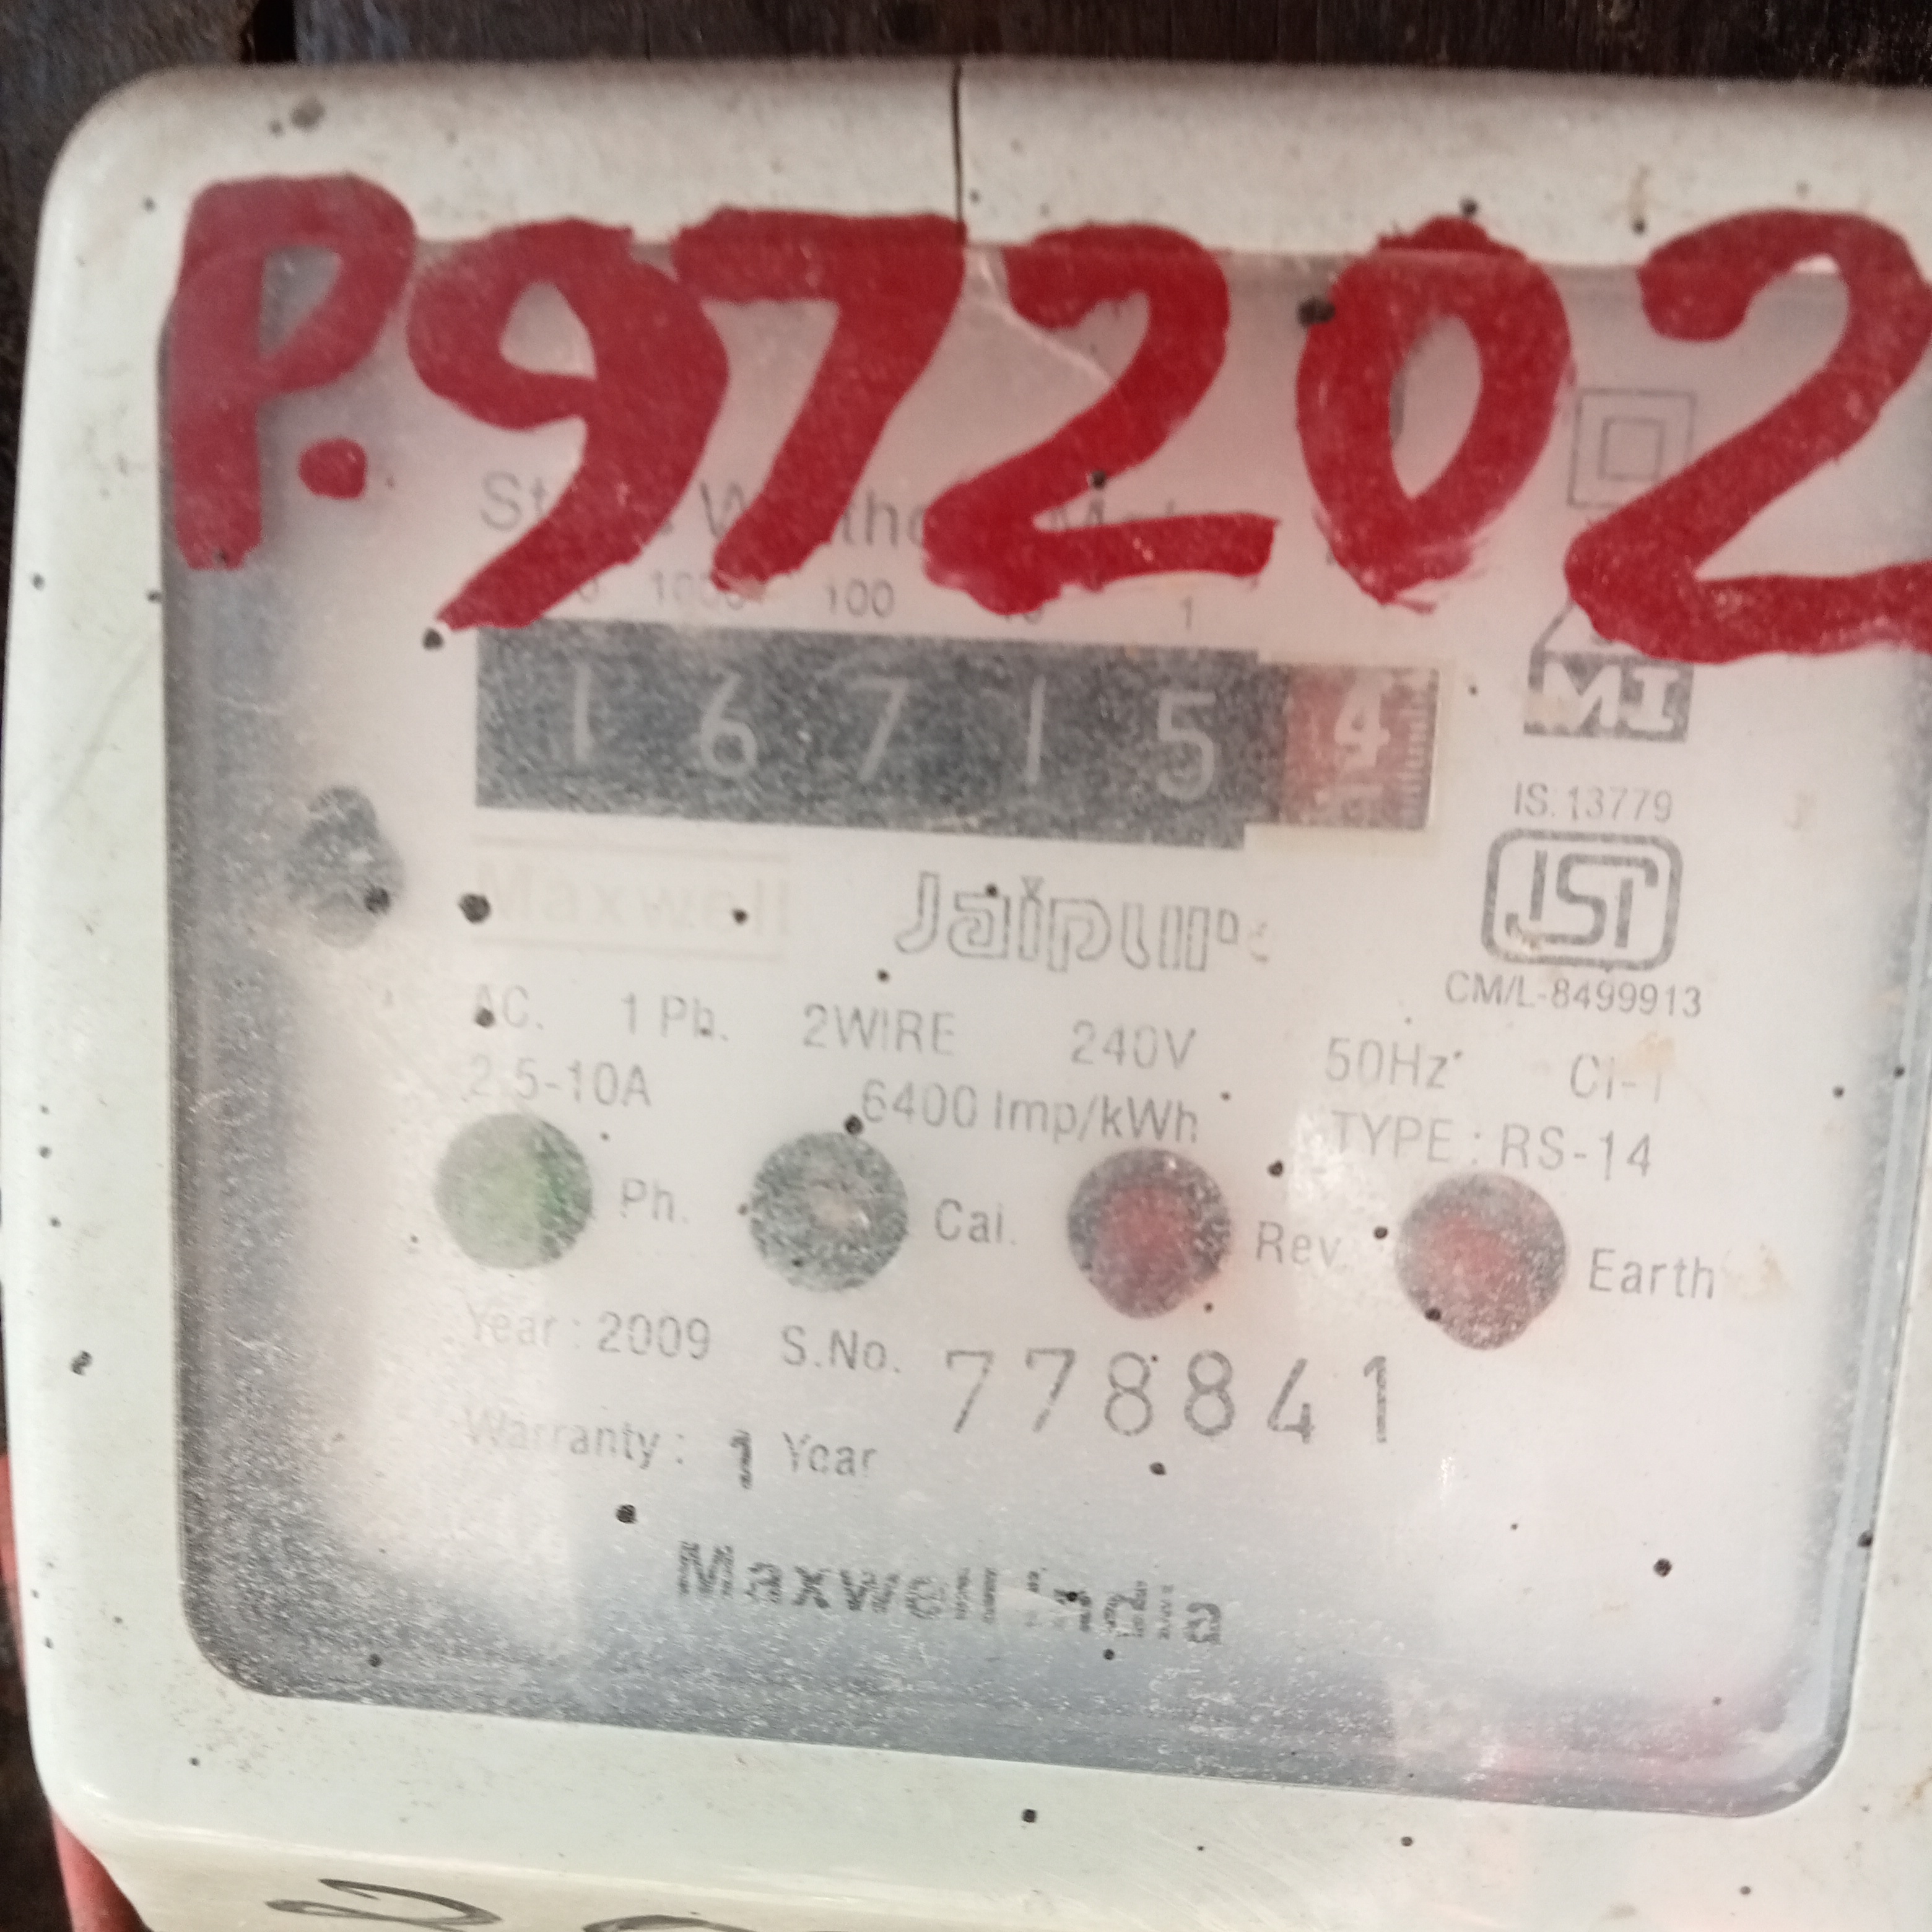 P.97202
100
1
1 6 7 1 5 4
MI
IS:13779
Maxwell Jaipur
ISI
CM/L-8499913
AC. 1 Ph. 2WIRE 240V 50Hz Cl-1
2.5-10A 6400 Imp/kWh TYPE : RS-14
Ph. Cal. Rev. Earth
Year : 2009 S.No. 778841
Warranty : 1 Year
Maxwell India